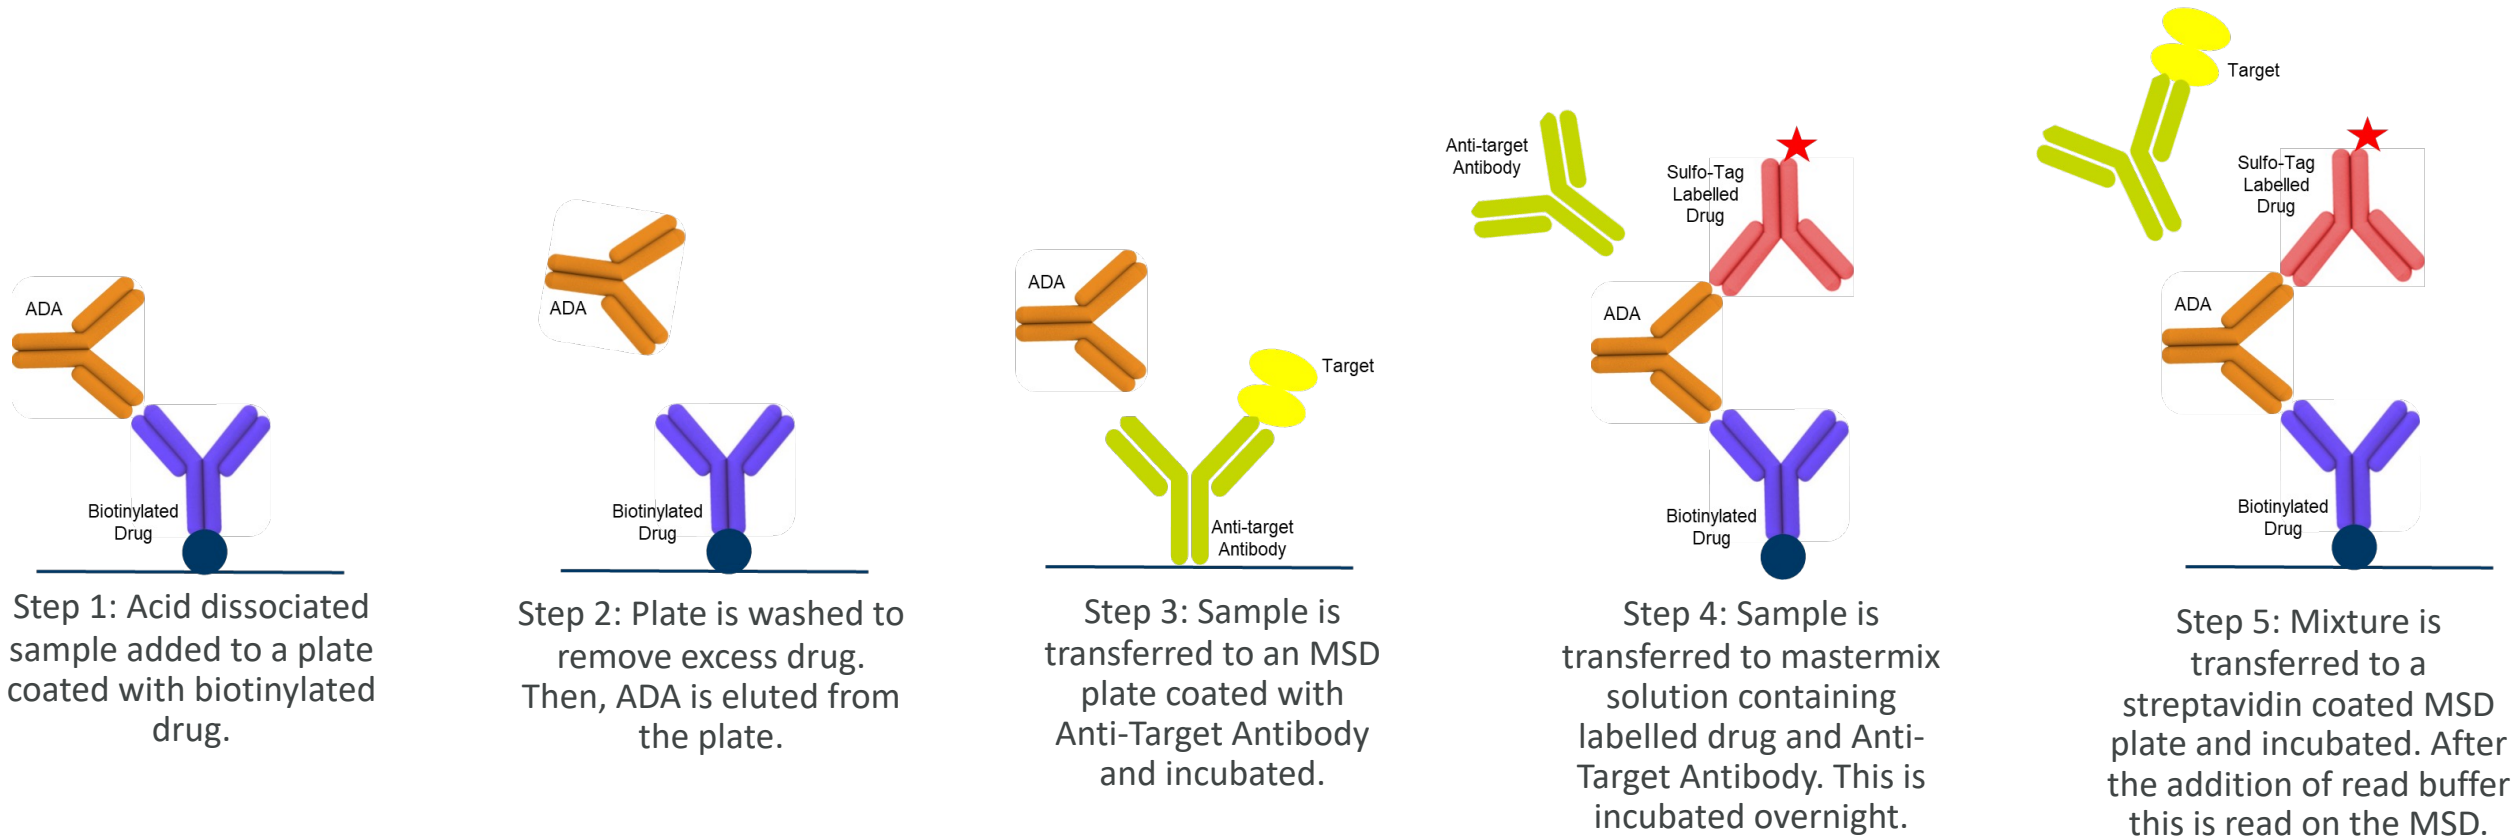 ADA
Biotinylated
Drug
Step 1: Acid dissociated
sample added to a plate
coated with biotinylated
drug.
ADA
Biotinylated
Drug
Step 2: Plate is washed to
remove excess drug.
Then, ADA is eluted from
the plate.
ADA
Target
Anti-target
Antibody
Step 3: Sample is
transferred to an MSD
plate coated with
Anti-Target Antibody
and incubated.
Anti-target
Antibody
Sulfo-Tag
Labelled
Drug
ADA
Biotinylated
Drug
Step 4: Sample is
transferred to mastermix
solution containing
labelled drug and Anti-
Target Antibody. This is
incubated overnight.
Target
Sulfo-Tag
Labelled
Drug
ADA
Biotinylated
Drug
Step 5: Mixture is
transferred to a
streptavidin coated MSD
plate and incubated. After
the addition of read buffer
this is read on the MSD.